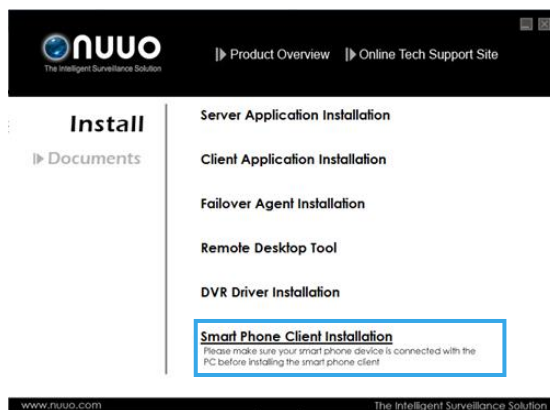 nuuo
The Intelligent Surveillance Solution
Product Overview
Online Tech Support Site
Install
Documents
Server Application Installation
Client Application Installation
Failover Agent Installation
Remote Desktop Tool
DVR Driver Installation
Smart Phone Client Installation
Please make sure your smart phone device is connected with the
PC before installing the smart phone client
www.nuuo.com
The Intelligent Surveillance Solution